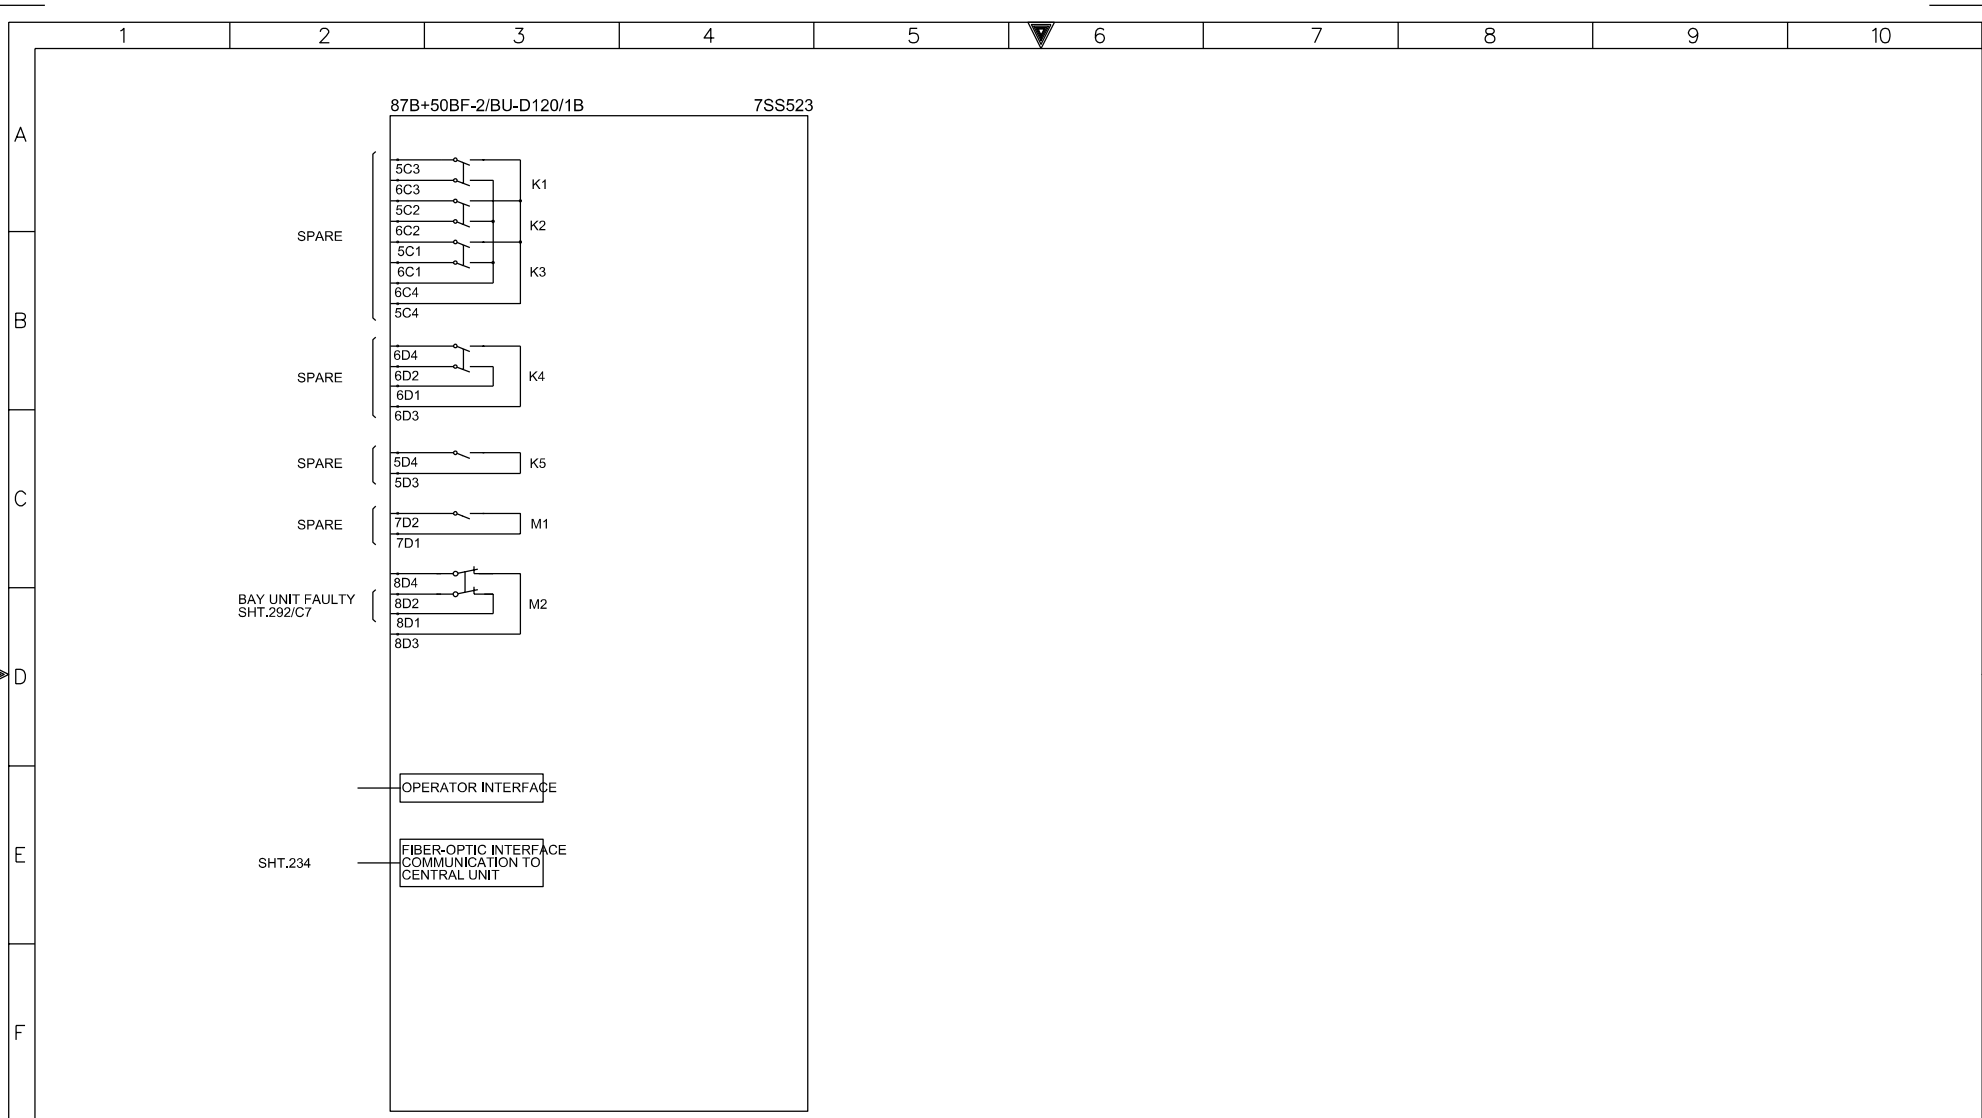 1 2 3 4 5 6 7 8 9 10
87B+50BF-2/BU-D120/1B 7SS523
A
5C3
6C3
K1
5C2
6C2
K2
SPARE
5C1
6C1
K3
6C4
5C4
B
6D4
6D2
SPARE
K4
6D1
6D3
5D4
SPARE
K5
5D3
C
7D2
SPARE
M1
7D1
8D4
BAY UNIT FAULTY
SHT.292/C7
8D2
M2
8D1
8D3
D
OPERATOR INTERFACE
E
SHT.234
FIBER-OPTIC INTERFACE
COMMUNICATION TO
CENTRAL UNIT
F